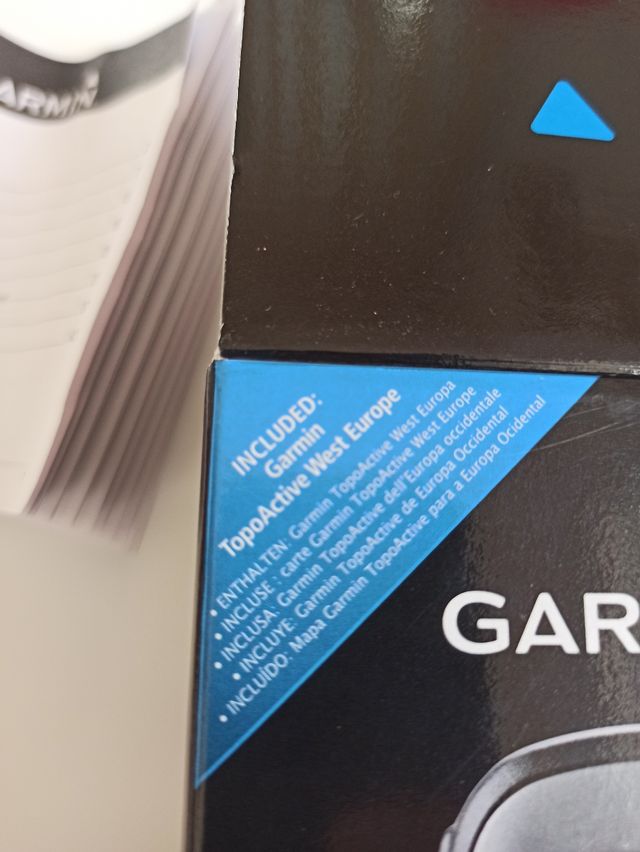 GARMIN
INCLUDED:
Garmin
TopoActive West Europe
• ENTHALTEN: Garmin TopoActive West Europa
• INCLUSE : carte Garmin TopoActive West Europe
• INCLUSA: Garmin TopoActive dell'Europa occidentale
• INCLUYE: Garmin TopoActive de Europa Occidental
• INCLUÍDO: Mapa Garmin TopoActive para a Europa Ocidental
GAR